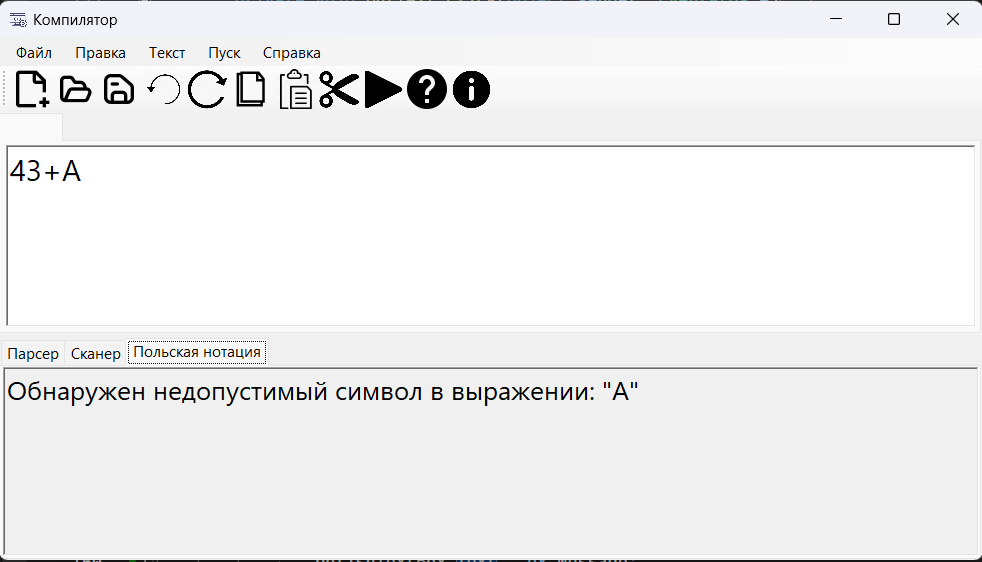 Компилятор
Файл Правка Текст Пуск Справка
43+A
Парсер Сканер Польская нотация
Обнаружен недопустимый символ в выражении: "A"